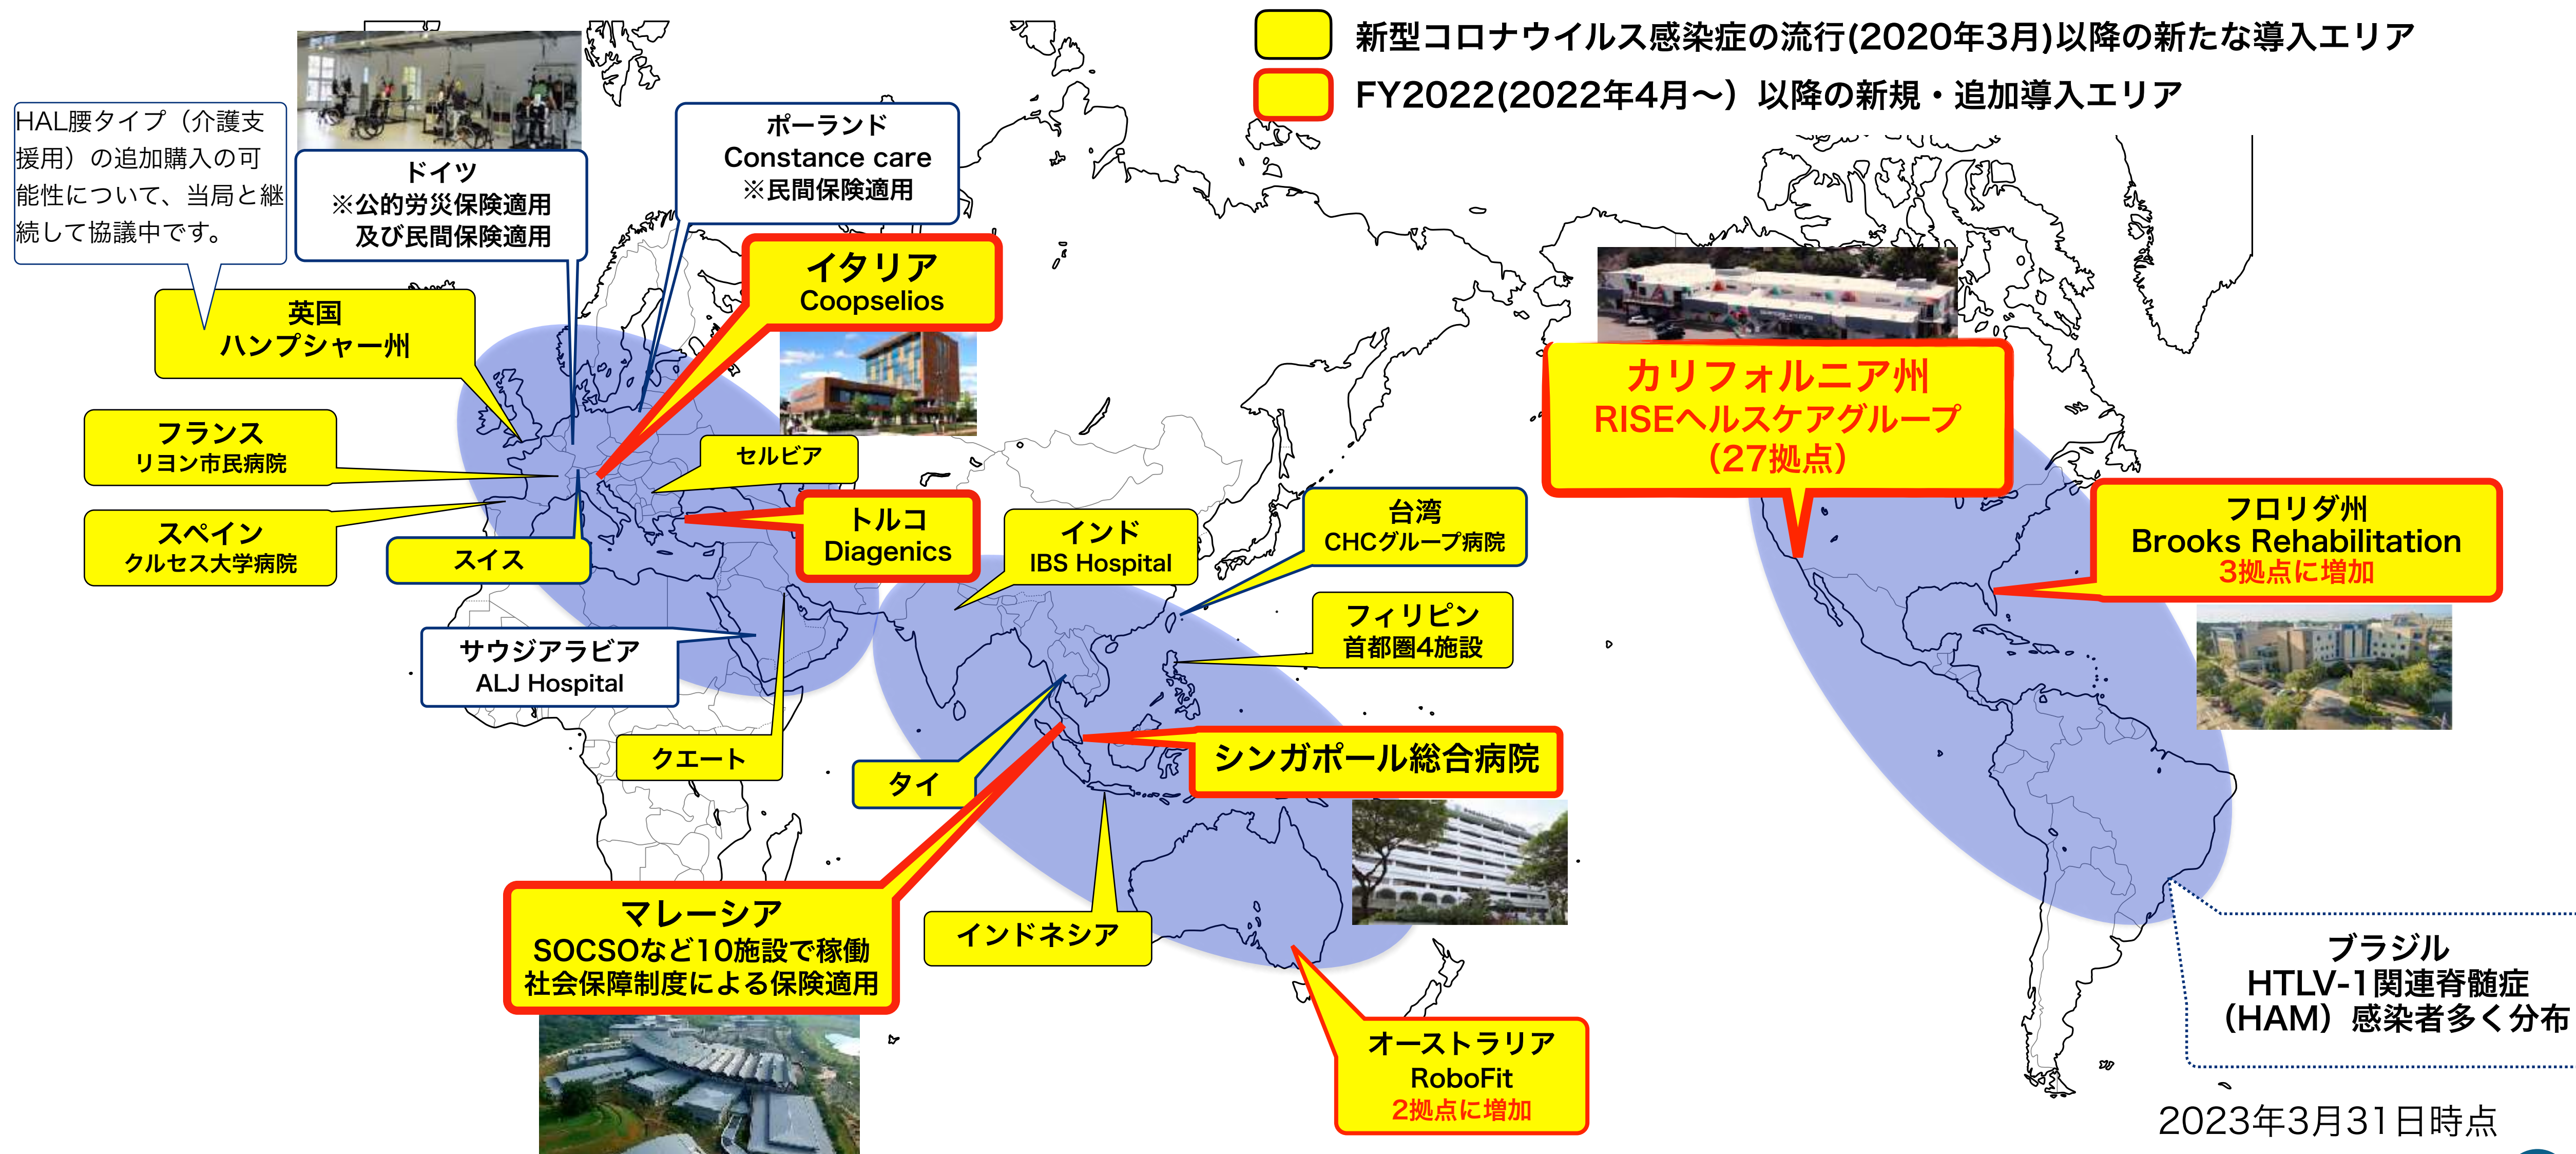 新型コロナウイルス感染症の流行(2020年3月)以降の新たな導入エリア
FY2022(2022年4月〜）以降の新規・追加導入エリア
HAL腰タイプ（介護支
援用）の追加購入の可
能性について、当局と継
続して協議中です。
ドイツ
※公的労災保険適用
及び民間保険適用
ポーランド
Constance care
※民間保険適用
イタリア
Coopselios
英国
ハンプシャー州
フランス
リヨン市民病院
スペイン
クルセス大学病院
スイス
セルビア
トルコ
Diagenics
サウジアラビア
ALJ Hospital
クエート
インド
IBS Hospital
台湾
CHCグループ病院
フィリピン
首都圏4施設
タイ
シンガポール総合病院
マレーシア
SOCSOなど10施設で稼働
社会保障制度による保険適用
インドネシア
オーストラリア
RoboFit
2拠点に増加
カリフォルニア州
RISEヘルスケアグループ
（27拠点）
フロリダ州
Brooks Rehabilitation
3拠点に増加
ブラジル
HTLV-1関連脊髄症
（HAM）感染者多く分布
2023年3月31日時点